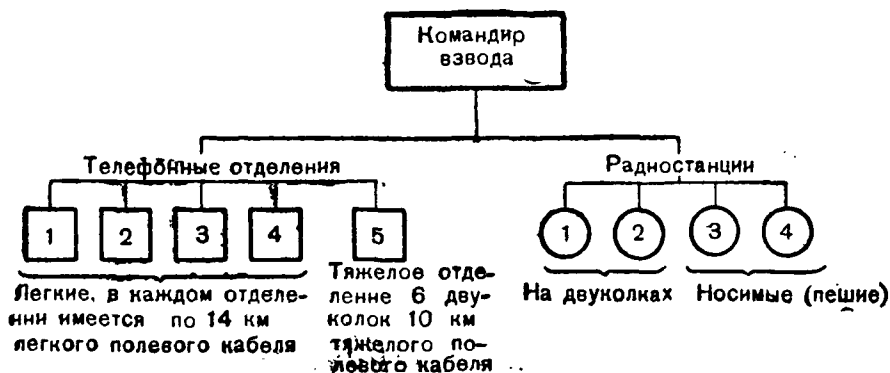 Командир
взвода
Телефонные отделения
Радиостанции
1 2 3 4 5
1 2 3 4
Легкие, в каждом отделе-
нии имеется по 14 км
легкого полевого кабеля
Тяжелое отде-
ление 6 дву-
колок 10 км
тяжелого по-
левого кабеля
На двуколках
Носимые (пешие)